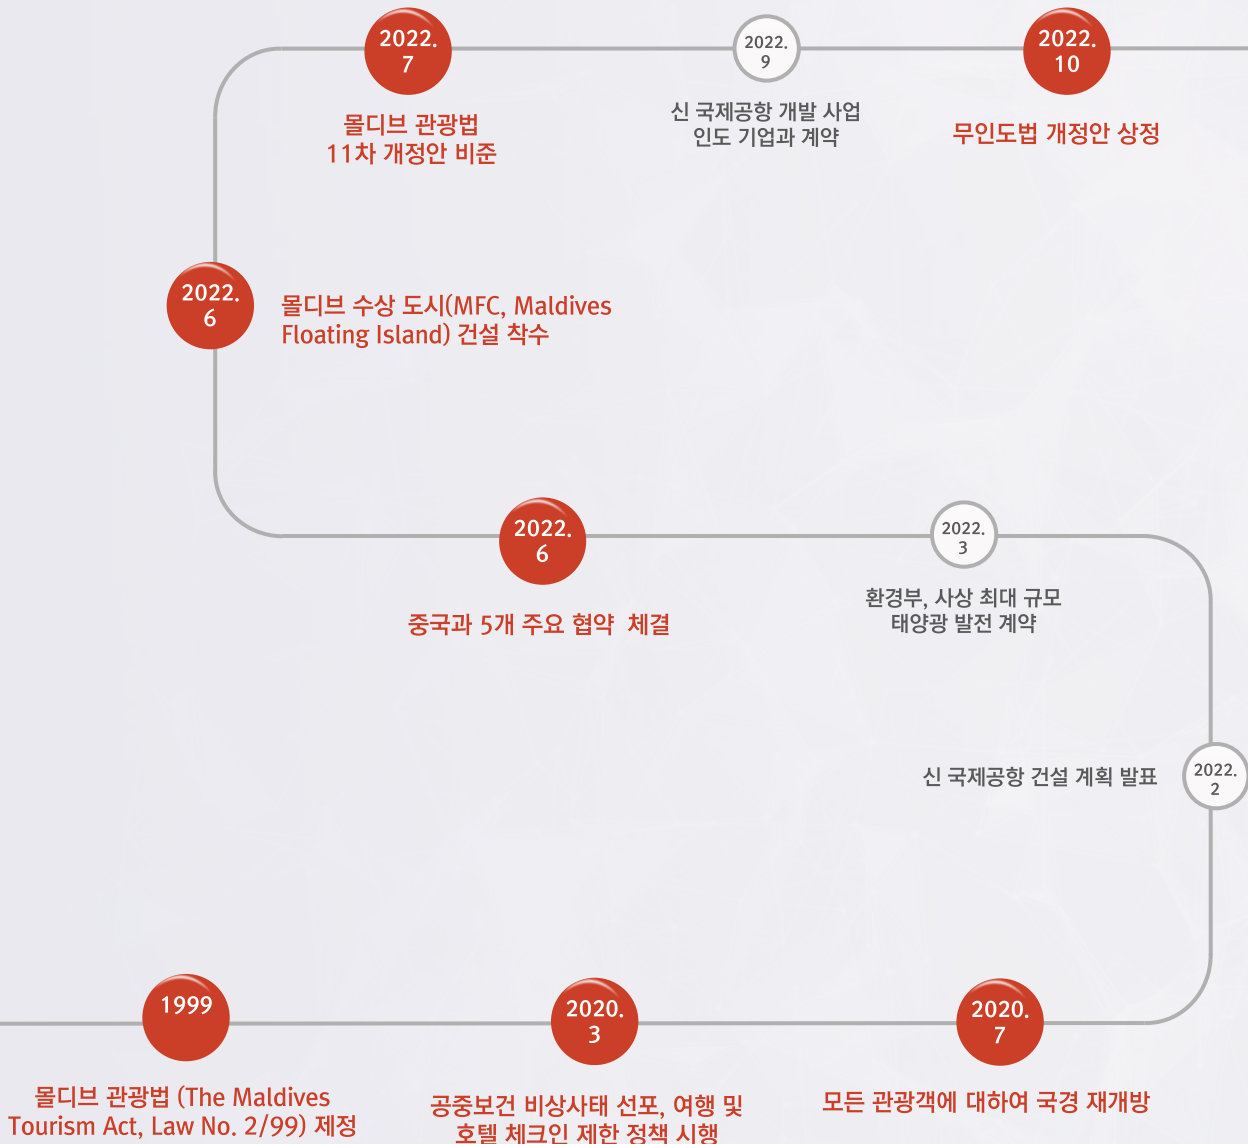 2022.
7
몰디브 관광법
11차 개정안 비준
2022.
9
신 국제공항 개발 사업
인도 기업과 계약
2022.
10
무인도법 개정안 상정
2022.
6
몰디브 수상 도시(MFC, Maldives
Floating Island) 건설 착수
2022.
6
중국과 5개 주요 협약 체결
2022.
3
환경부, 사상 최대 규모
태양광 발전 계약
신 국제공항 건설 계획 발표
2022.
2
1999
몰디브 관광법 (The Maldives
Tourism Act, Law No. 2/99) 제정
2020.
3
공중보건 비상사태 선포, 여행 및
호텔 체크인 제한 정책 시행
2020.
7
모든 관광객에 대하여 국경 재개방